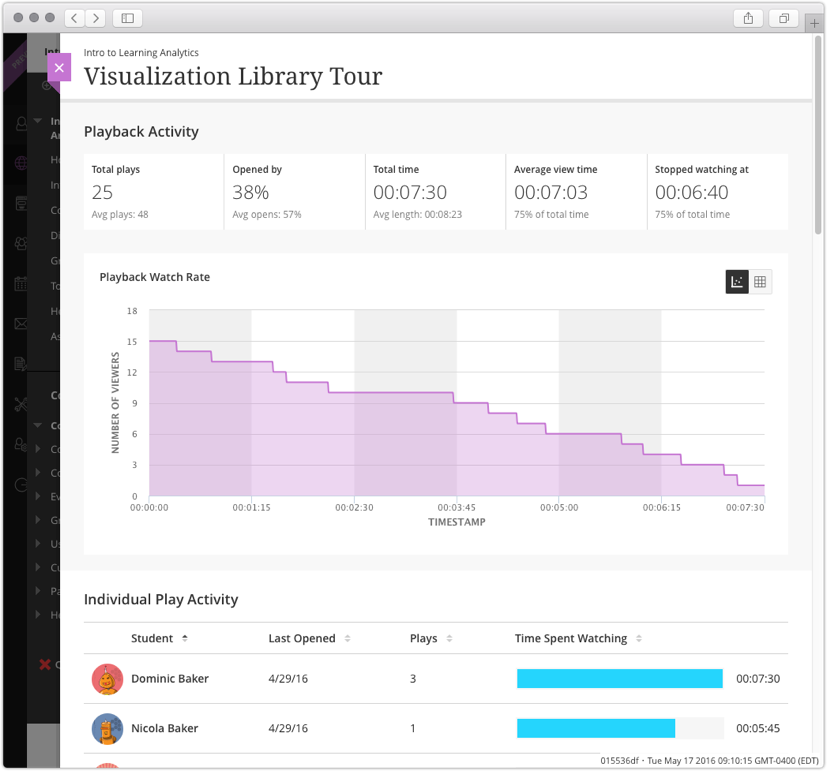 Intro to Learning Analytics
Visualization Library Tour
Playback Activity
Total plays
25
Avg plays: 48
Opened by
38%
Avg opens: 57%
Total time
00:07:30
Avg length: 00:08:23
Average view time
00:07:03
75% of total time
Stopped watching at
00:06:40
75% of total time
Playback Watch Rate
18
15
12
9
6
3
0
NUMBER OF VIEWERS
00:00:00
00:01:15
00:02:30
00:03:45
00:05:00
00:06:15
00:07:30
TIMESTAMP
Individual Play Activity
Student
Last Opened
Plays
Time Spent Watching
Dominic Baker
4/29/16
3
00:07:30
Nicola Baker
4/29/16
1
00:05:45
015536df - Tue May 17 2016 09:10:15 GMT-0400 (EDT)